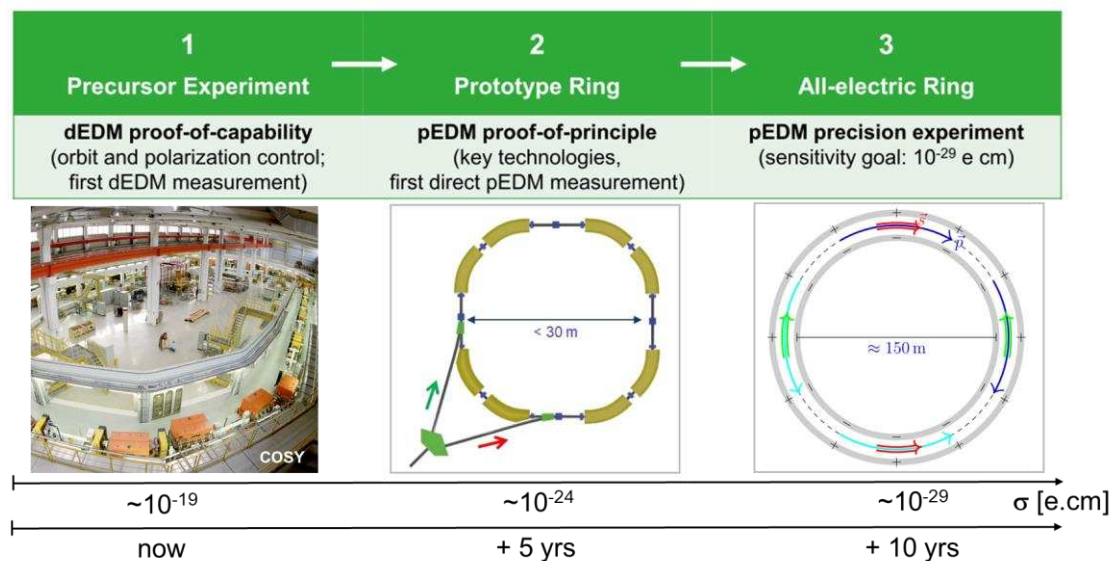 1
Precursor Experiment
2
Prototype Ring
3
All-electric Ring
dEDM proof-of-capability
(orbit and polarization control;
first dEDM measurement)
pEDM proof-of-principle
(key technologies,
first direct pEDM measurement)
pEDM precision experiment
(sensitivity goal: 10⁻²⁹ e cm)
COSY
< 30 m
+ + + + + + + + + + + +
− − − − − − − − − − − −
s⃗
p⃗
≈ 150 m
~10⁻¹⁹
~10⁻²⁴
~10⁻²⁹
σ [e.cm]
now
+ 5 yrs
+ 10 yrs